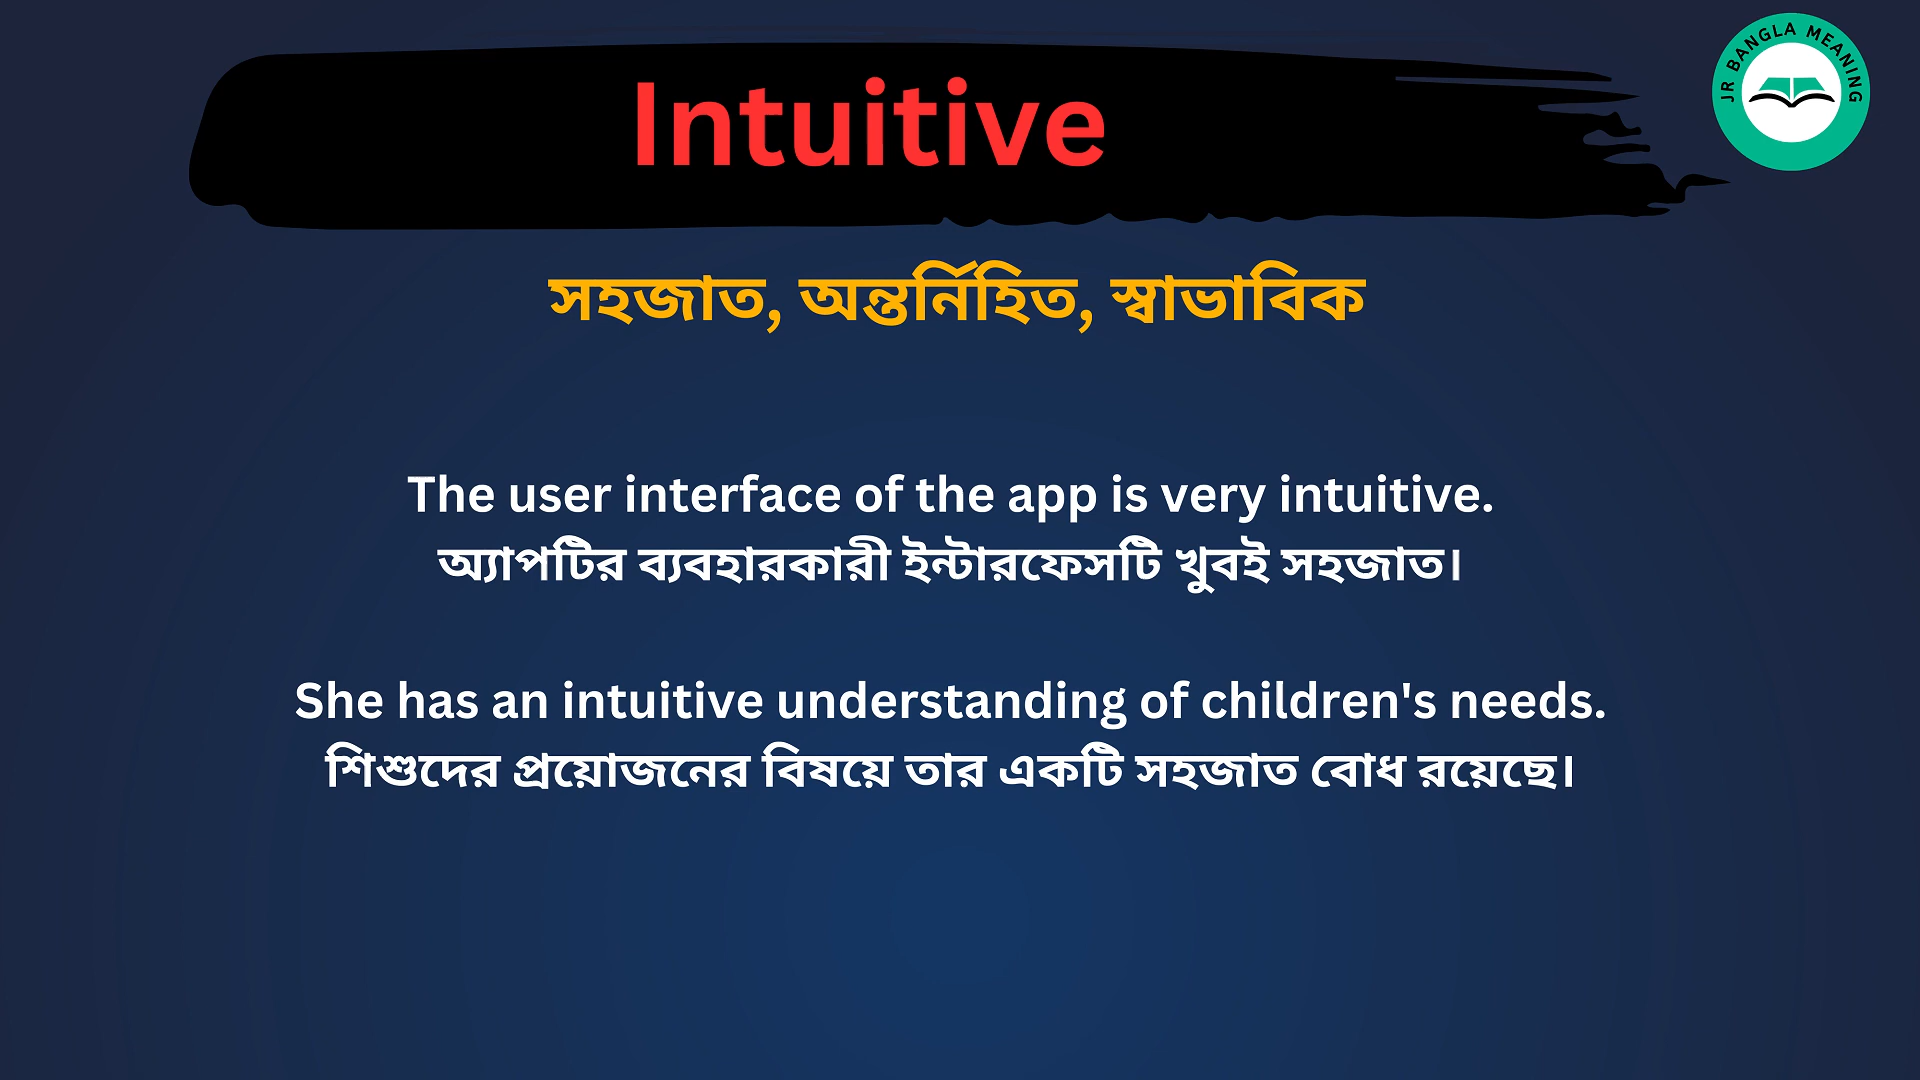 JR BANGLA MEANING
Intuitive
সহজাত, অন্তর্নিহিত, স্বাভাবিক
The user interface of the app is very intuitive.
অ্যাপটির ব্যবহারকারী ইন্টারফেসটি খুবই সহজাত।
She has an intuitive understanding of children's needs.
শিশুদের প্রয়োজনের বিষয়ে তার একটি সহজাত বোধ রয়েছে।